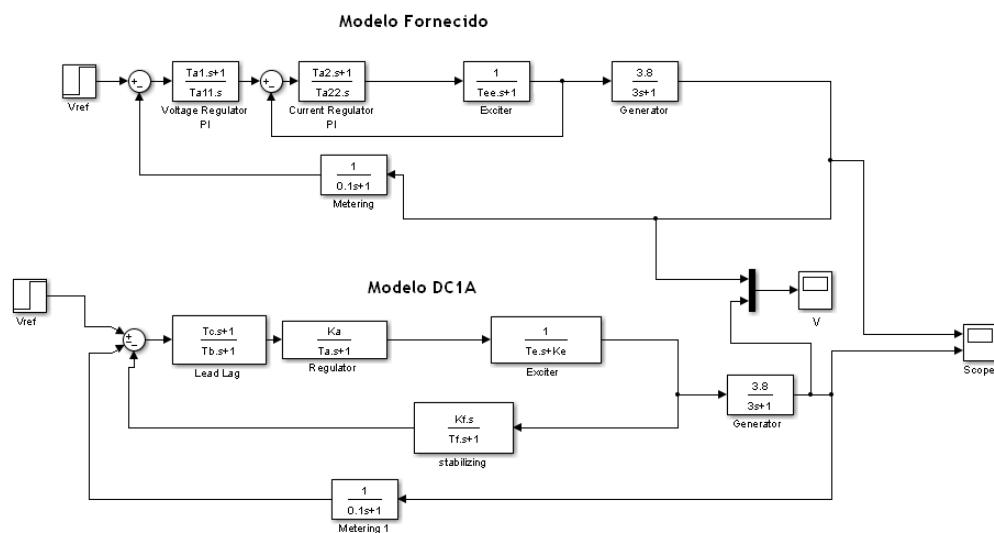 Modelo Fornecido
Vref
Ta1.s+1
Ta11.s
Voltage Regulator
PI
Ta2.s+1
Ta22.s
Current Regulator
PI
1
Tee.s+1
Exciter
3.8
3s+1
Generator
1
0.1s+1
Metering
Modelo DC1A
Vref
Tc.s+1
Tb.s+1
Lead Lag
Ka
Ta.s+1
Regulator
1
Te.s+Ke
Exciter
V
Scope
3.8
3s+1
Generator
Kf.s
Tf.s+1
stabilizing
1
0.1s+1
Metering 1